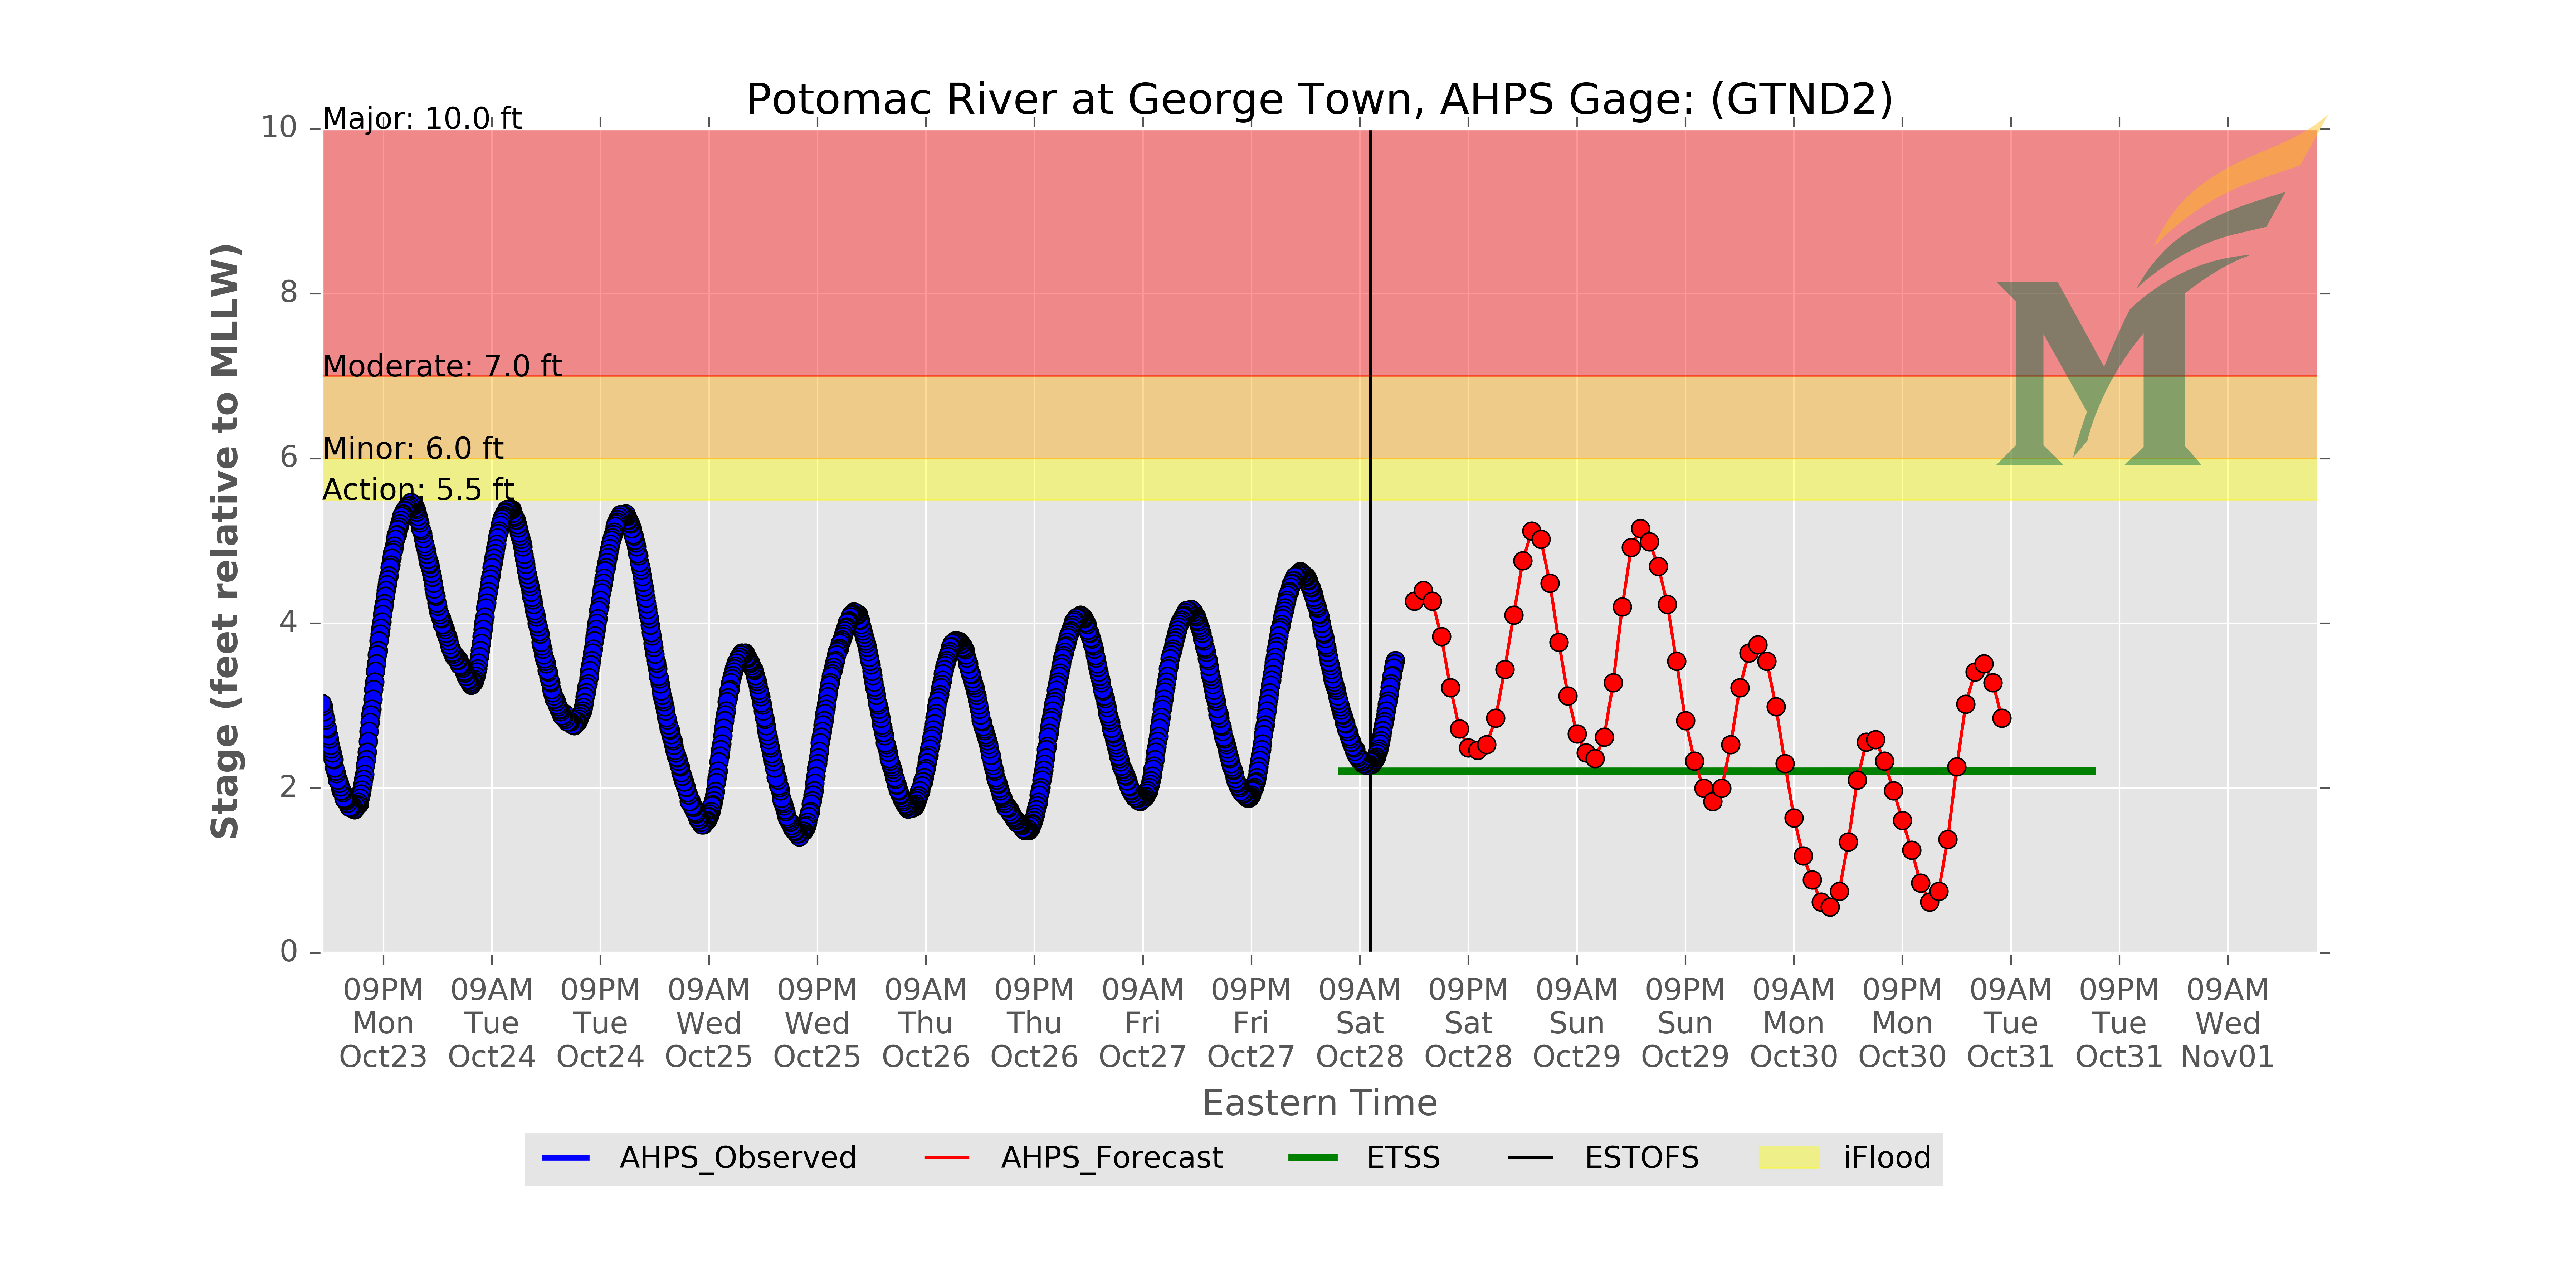 Potomac River at George Town, AHPS Gage: (GTND2)
Major: 10.0 ft
Moderate: 7.0 ft
Minor: 6.0 ft
Action: 5.5 ft
Stage (feet relative to MLLW)
10
8
6
4
2
0
09PM 09AM 09PM 09AM 09PM 09AM 09PM 09AM 09PM 09AM 09PM 09AM 09PM 09AM 09PM 09AM 09PM 09AM
Mon Tue Tue Wed Wed Thu Thu Fri Fri Sat Sat Sun Sun Mon Mon Tue Tue Wed
Oct23 Oct24 Oct24 Oct25 Oct25 Oct26 Oct26 Oct27 Oct27 Oct28 Oct28 Oct29 Oct29 Oct30 Oct30 Oct31 Oct31 Nov01
Eastern Time
AHPS_Observed AHPS_Forecast ETSS ESTOFS iFlood
M